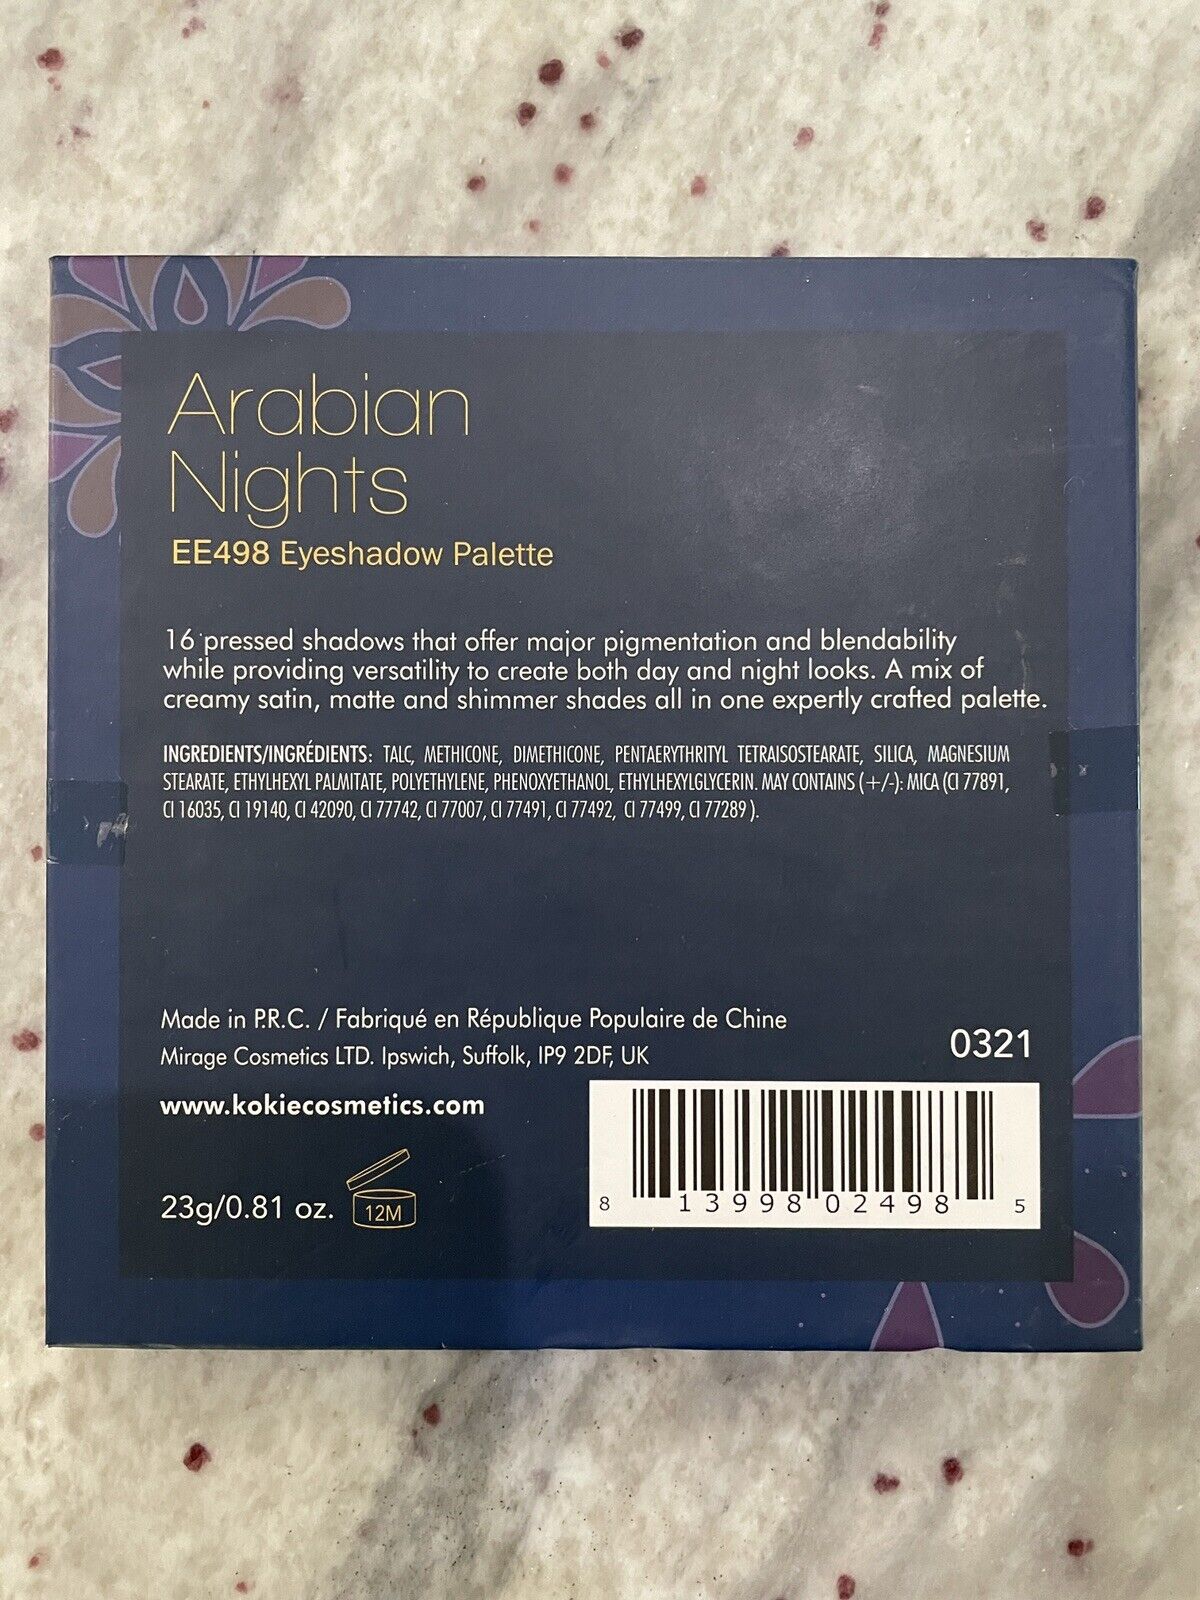 Arabian
Nights
EE498 Eyeshadow Palette
16 pressed shadows that offer major pigmentation and blendability
while providing versatility to create both day and night looks. A mix of
creamy satin, matte and shimmer shades all in one expertly crafted palette.
INGREDIENTS/INGRÉDIENTS: TALC, METHICONE, DIMETHICONE, PENTAERYTHRITYL TETRAISOSTEARATE, SILICA, MAGNESIUM
STEARATE, ETHYLHEXYL PALMITATE, POLYETHYLENE, PHENOXYETHANOL, ETHYLHEXYLGLYCERIN. MAY CONTAINS (+/-): MICA (CI 77891,
CI 16035, CI 19140, CI 42090, CI 77742, CI 77007, CI 77491, CI 77492, CI 77499, CI 77289 ).
Made in P.R.C. / Fabriqué en République Populaire de Chine
Mirage Cosmetics LTD. Ipswich, Suffolk, IP9 2DF, UK
0321
www.kokiecosmetics.com
23g/0.81 oz.
12M
8 13998 02498 5